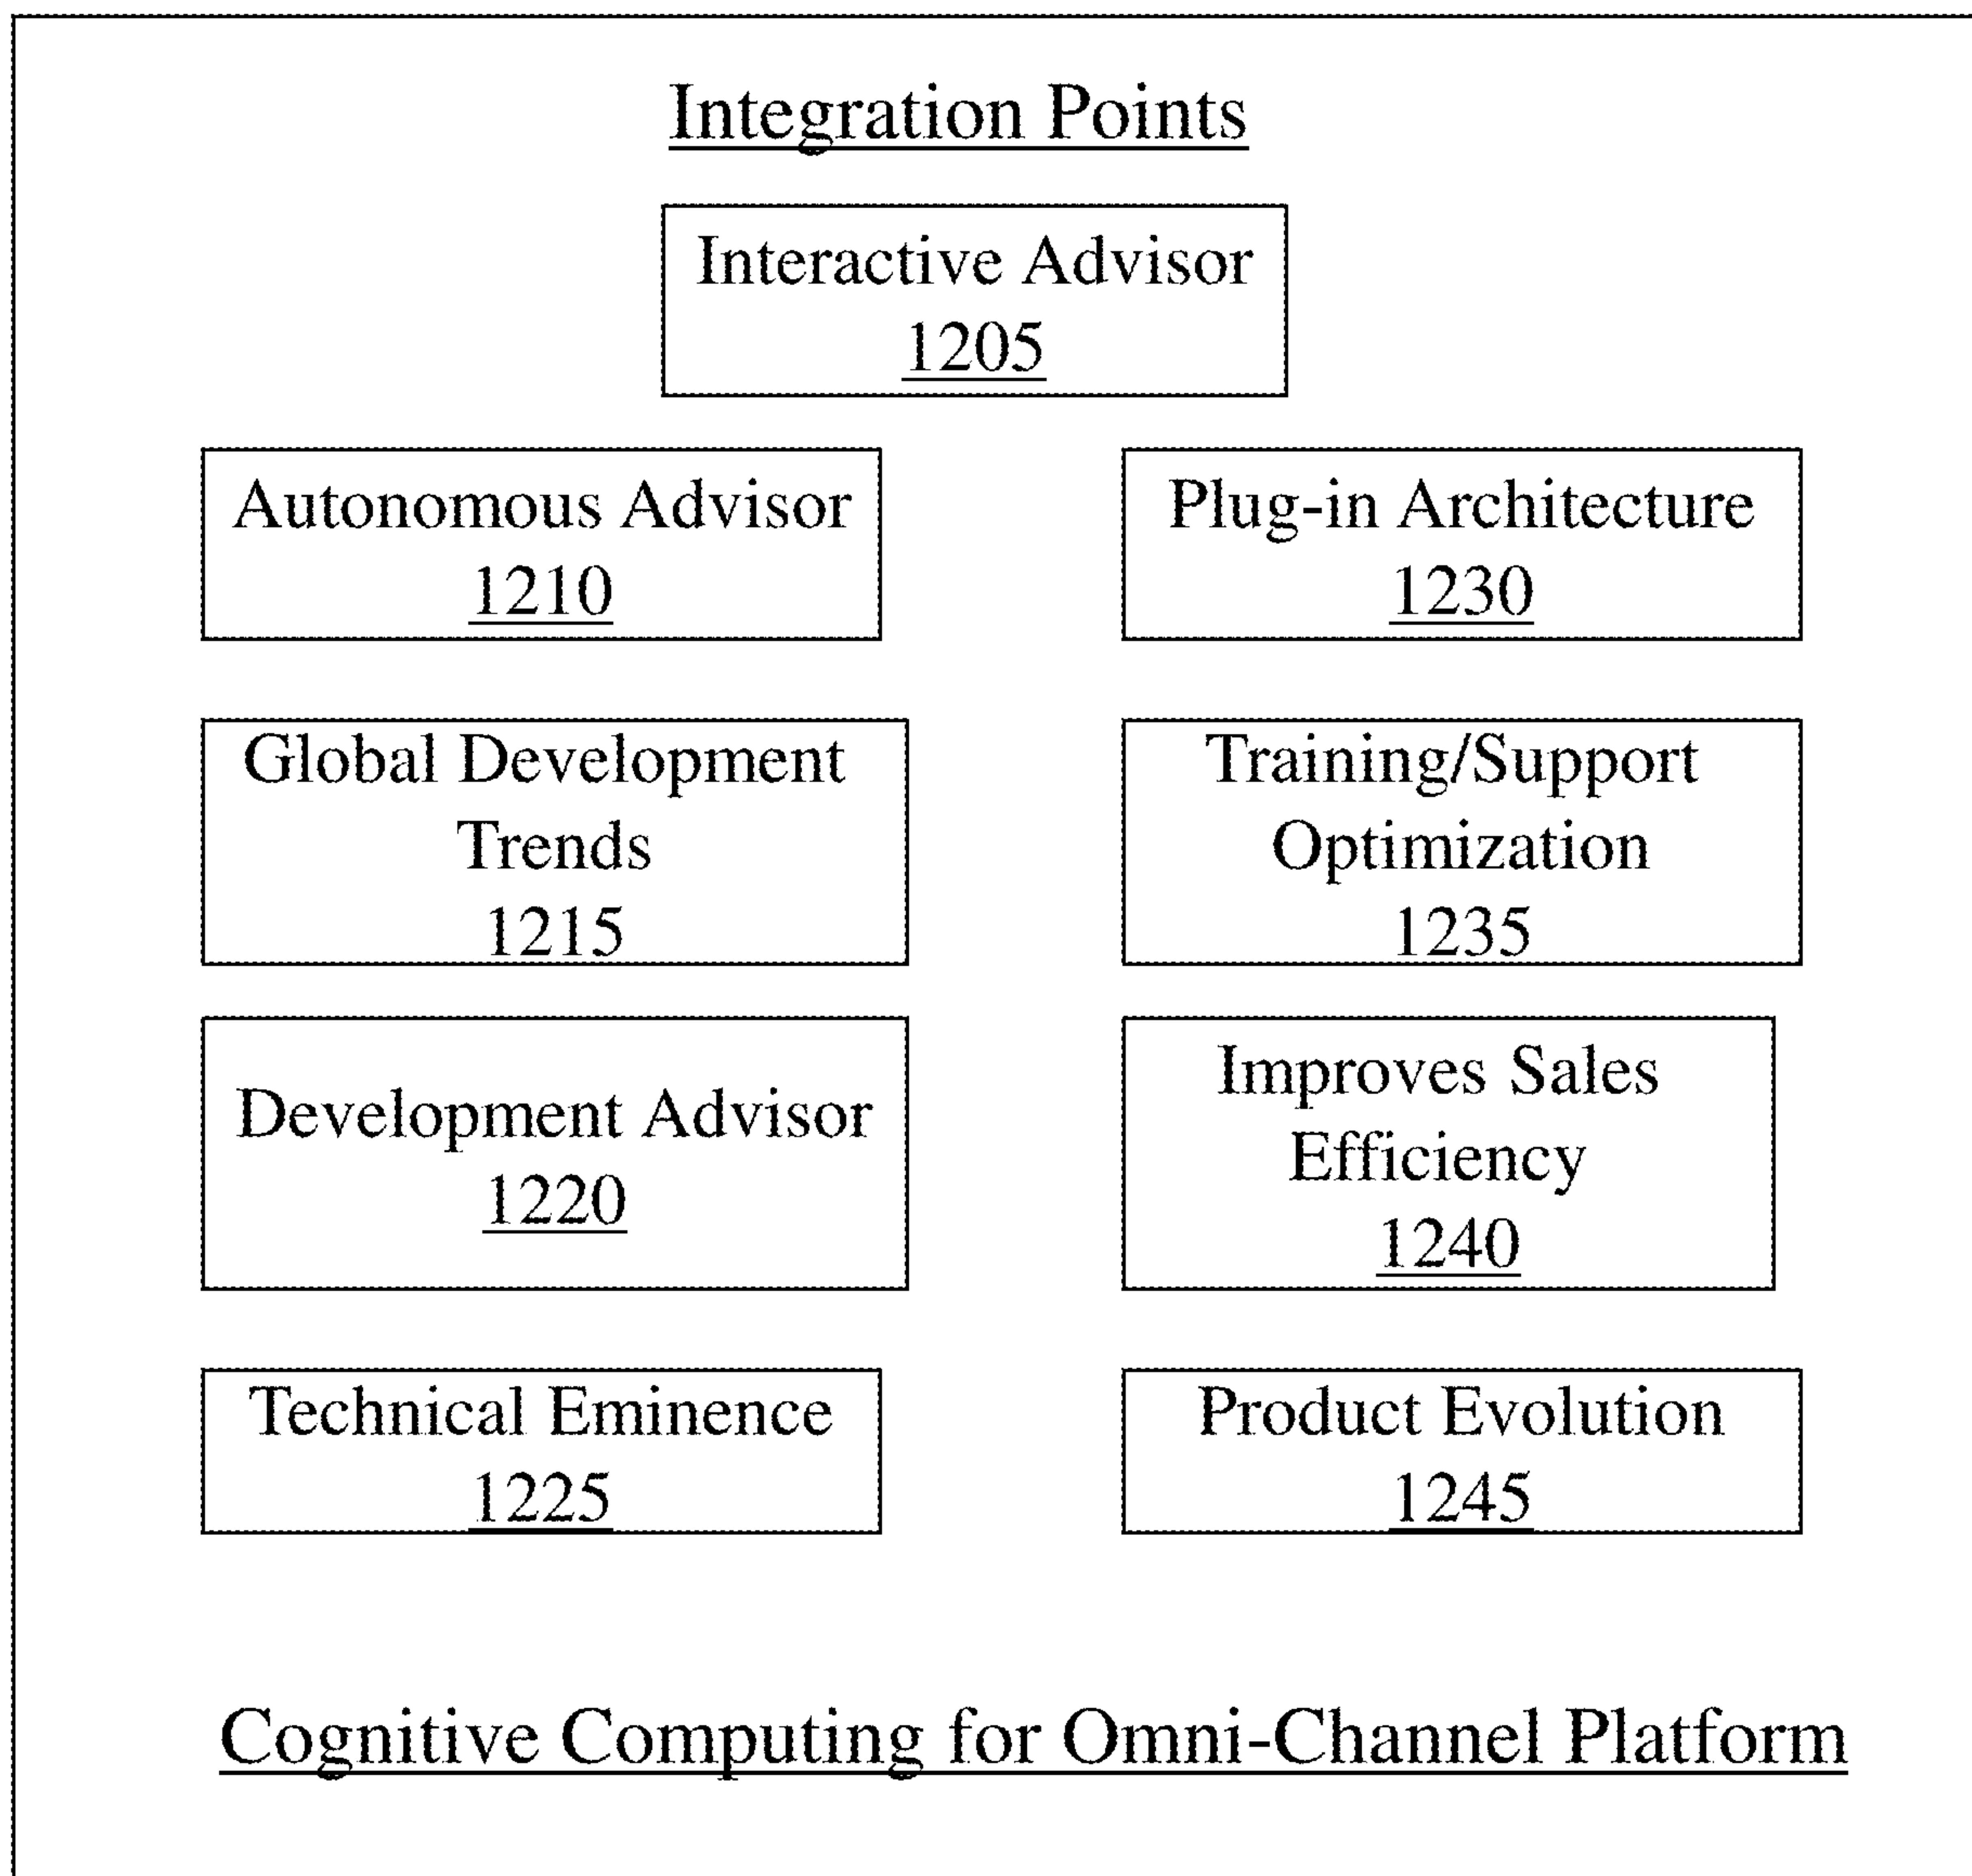 Integration Points
Interactive Advisor
1205
Autonomous Advisor
1210
Plug-in Architecture
1230
Global Development
Trends
1215
Training/Support
Optimization
1235
Development Advisor
1220
Improves Sales
Efficiency
1240
Technical Eminence
1225
Product Evolution
1245
Cognitive Computing for Omni-Channel Platform